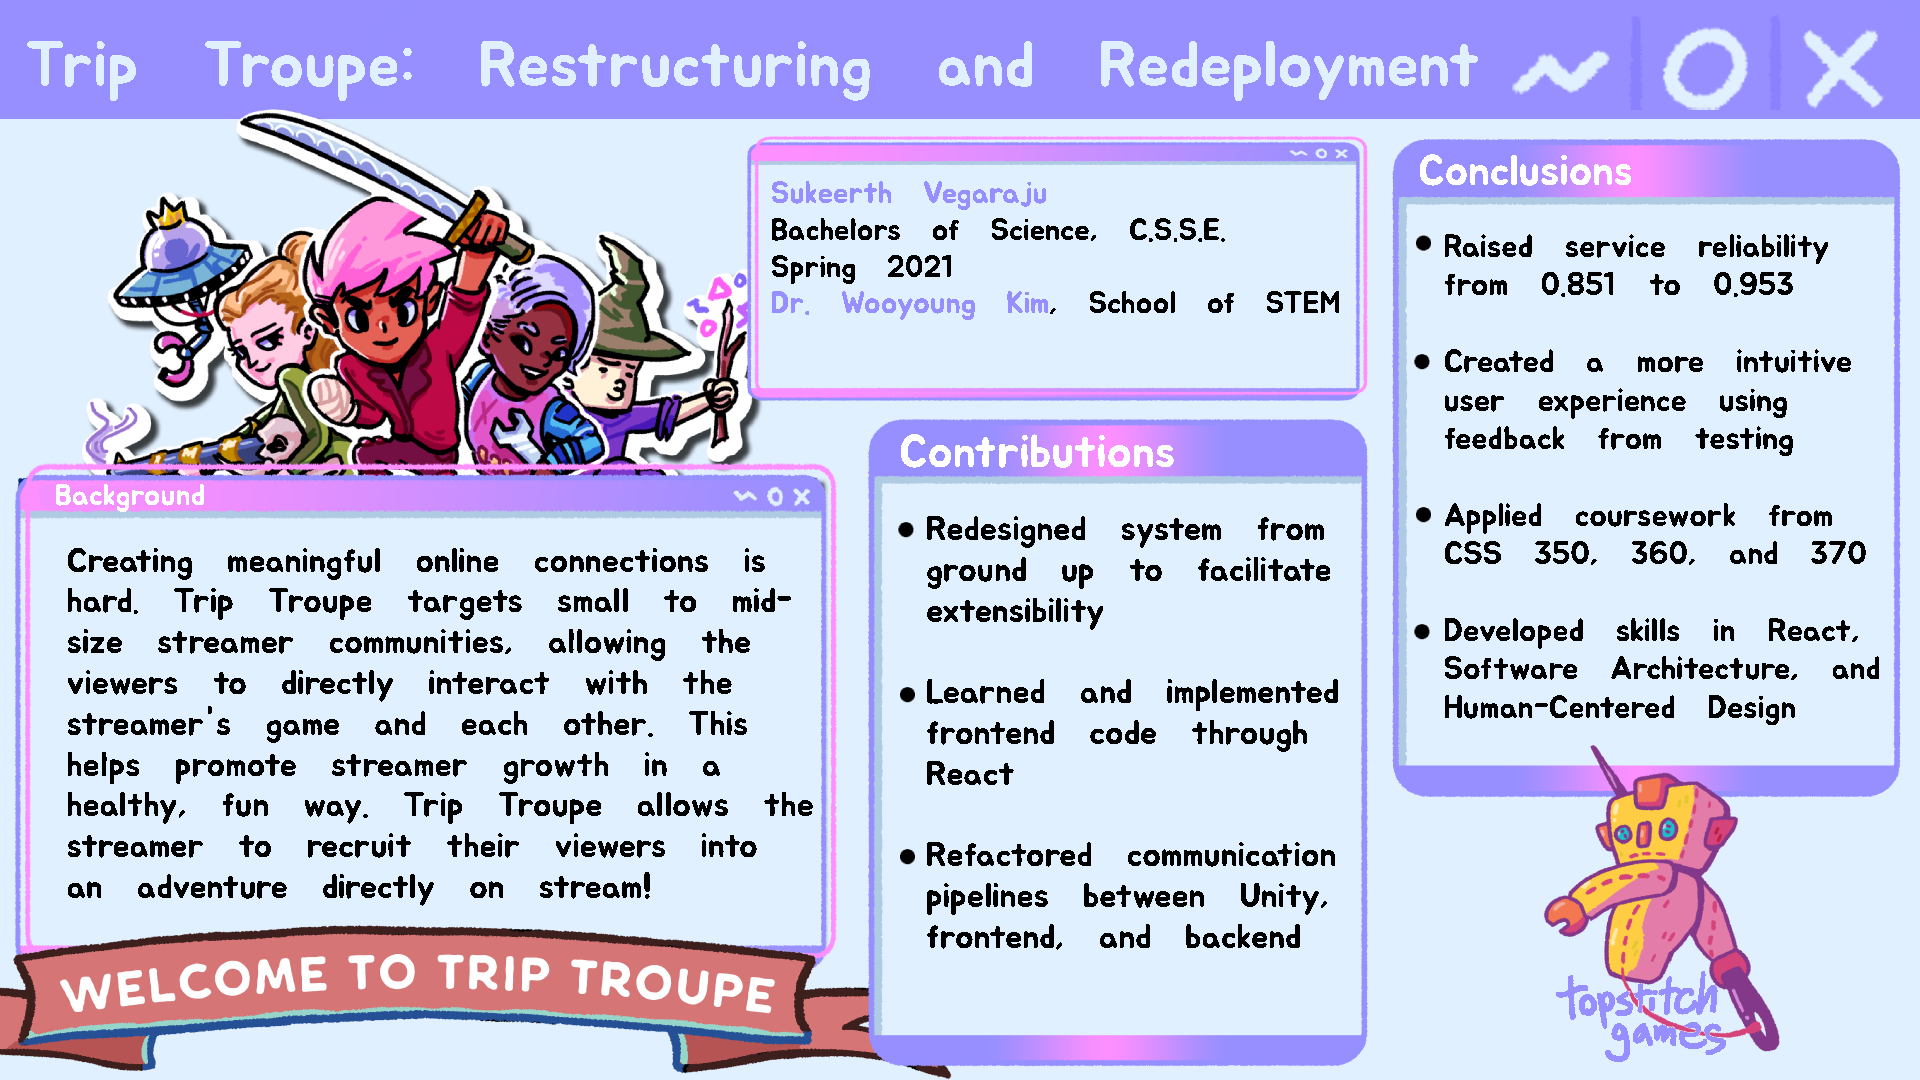 Trip Troupe: Restructuring and Redeployment
Sukeerth Vegaraju
Bachelors of Science, C.S.S.E.
Spring 2021
Dr. Wooyoung Kim, School of STEM
Background
Creating meaningful online connections is
hard. Trip Troupe targets small to mid-
size streamer communities, allowing the
viewers to directly interact with the
streamer's game and each other. This
helps promote streamer growth in a
healthy, fun way. Trip Troupe allows the
streamer to recruit their viewers into
an adventure directly on stream!
WELCOME TO TRIP TROUPE
Contributions
• Redesigned system from
ground up to facilitate
extensibility
• Learned and implemented
frontend code through
React
• Refactored communication
pipelines between Unity,
frontend, and backend
Conclusions
• Raised service reliability
from 0.851 to 0.953
• Created a more intuitive
user experience using
feedback from testing
• Applied coursework from
CSS 350, 360, and 370
• Developed skills in React,
Software Architecture, and
Human-Centered Design
topstitch
games